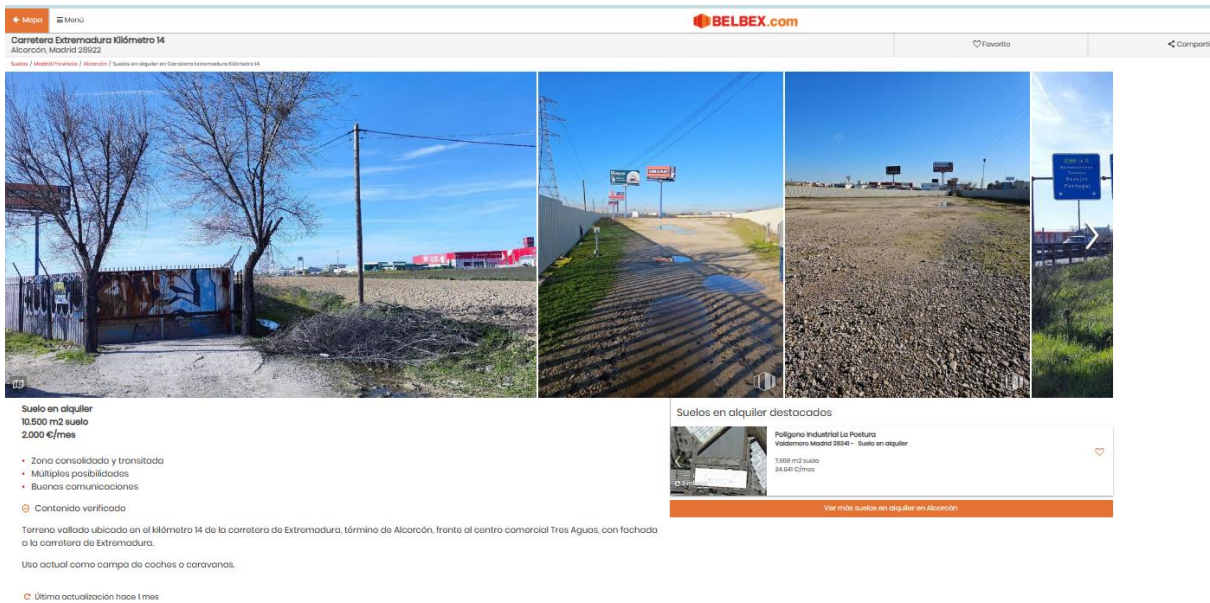 Mapa
Menú
BELBEX.com
Carretera Extremadura Kilómetro 14
Alcorcón, Madrid 28922
Favorito
Comparti
Suelos / Madrid Provincia / Alcorcón / Suelos en alquiler en Carretera Extremadura Kilómetro 14
Badajoz
Portugal
Suelo en alquiler
10.500 m2 suelo
2.000 €/mes
• Zona consolidada y transitada
• Múltiples posibilidades
• Buenas comunicaciones
Contenido verificado
Terreno vallado ubicado en el kilómetro 14 de la carretera de Extremadura, término de Alcorcón, frente al centro comercial Tres Aguas, con fachada
a la carretera de Extremadura.
Uso actual como campa de coches o caravanas.
Última actualización hace 1 mes
Suelos en alquiler destacados
Polígono Industrial La Postura
Valdemoro Madrid 28341 - Suelo en alquiler
7.698 m2 suelo
34.641 €/mes
Ver más suelos en alquiler en Alcorcón